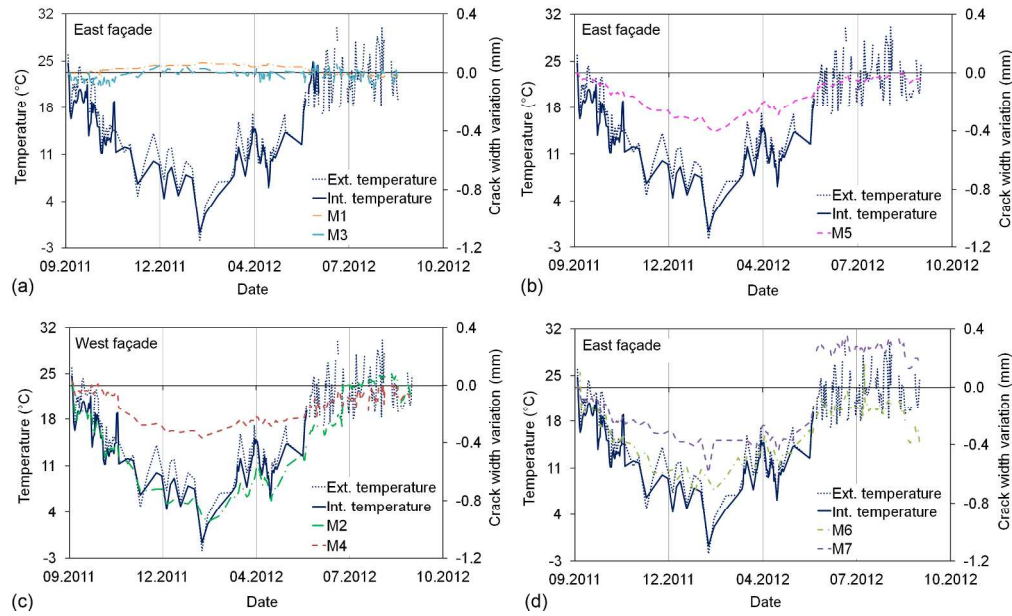 32
25
18
11
4
-3
Temperature (°C)
East façade
Ext. temperature
Int. temperature
M1
M3
0.4
0.0
-0.4
-0.8
-1.2
Crack width variation (mm)
09.2011 12.2011 04.2012 07.2012 10.2012
(a)
Date
32
25
18
11
4
-3
Temperature (°C)
East façade
Ext. temperature
Int. temperature
M5
0.4
0.0
-0.4
-0.8
-1.2
Crack width variation (mm)
09.2011 12.2011 04.2012 07.2012 10.2012
(b)
Date
32
25
18
11
4
-3
Temperature (°C)
West façade
Ext. temperature
Int. temperature
M2
M4
0.4
0.0
-0.4
-0.8
-1.2
Crack width variation (mm)
09.2011 12.2011 04.2012 07.2012 10.2012
(c)
Date
32
25
18
11
4
-3
Temperature (°C)
East façade
Ext. temperature
Int. temperature
M6
M7
0.4
0.0
-0.4
-0.8
-1.2
Crack width variation (mm)
09.2011 12.2011 04.2012 07.2012 10.2012
(d)
Date